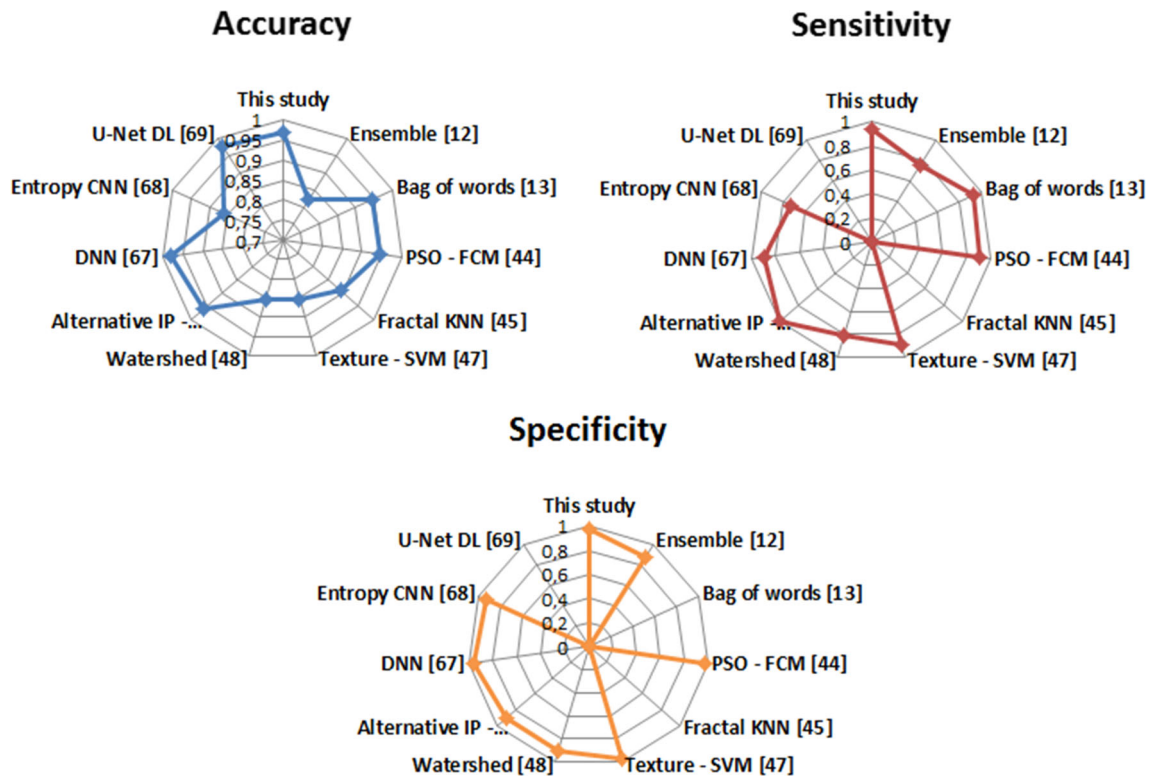 Accuracy
This study
Ensemble [12]
Bag of words [13]
PSO - FCM [44]
Fractal KNN [45]
Texture - SVM [47]
Watershed [48]
Alternative IP -...
DNN [67]
Entropy CNN [68]
U-Net DL [69]
1
0,95
0,9
0,85
0,8
0,75
0,7
Sensitivity
This study
Ensemble [12]
Bag of words [13]
PSO - FCM [44]
Fractal KNN [45]
Texture - SVM [47]
Watershed [48]
Alternative IP -...
DNN [67]
Entropy CNN [68]
U-Net DL [69]
1
0,8
0,6
0,4
0,2
0
Specificity
This study
Ensemble [12]
Bag of words [13]
PSO - FCM [44]
Fractal KNN [45]
Texture - SVM [47]
Watershed [48]
Alternative IP -...
DNN [67]
Entropy CNN [68]
U-Net DL [69]
1
0,8
0,6
0,4
0,2
0